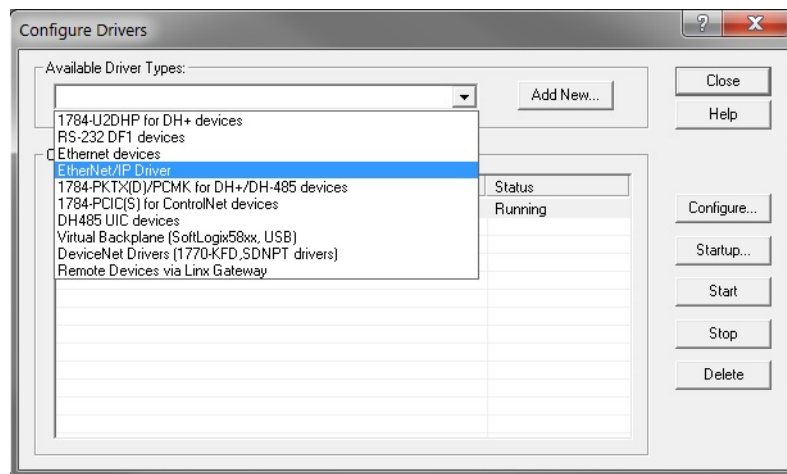 Configure Drivers
Available Driver Types:
Add New...
Close
Help
1784-U2DHP for DH+ devices
RS-232 DF1 devices
Ethernet devices
EtherNet/IP Driver
1784-PKTX(D)/PCMK for DH+/DH-485 devices
1784-PCIC(S) for ControlNet devices
DH485 UIC devices
Virtual Backplane (SoftLogix58xx, USB)
DeviceNet Drivers (1770-KFD,SDNPT drivers)
Remote Devices via Linx Gateway
Status
Running
Configure...
Startup...
Start
Stop
Delete